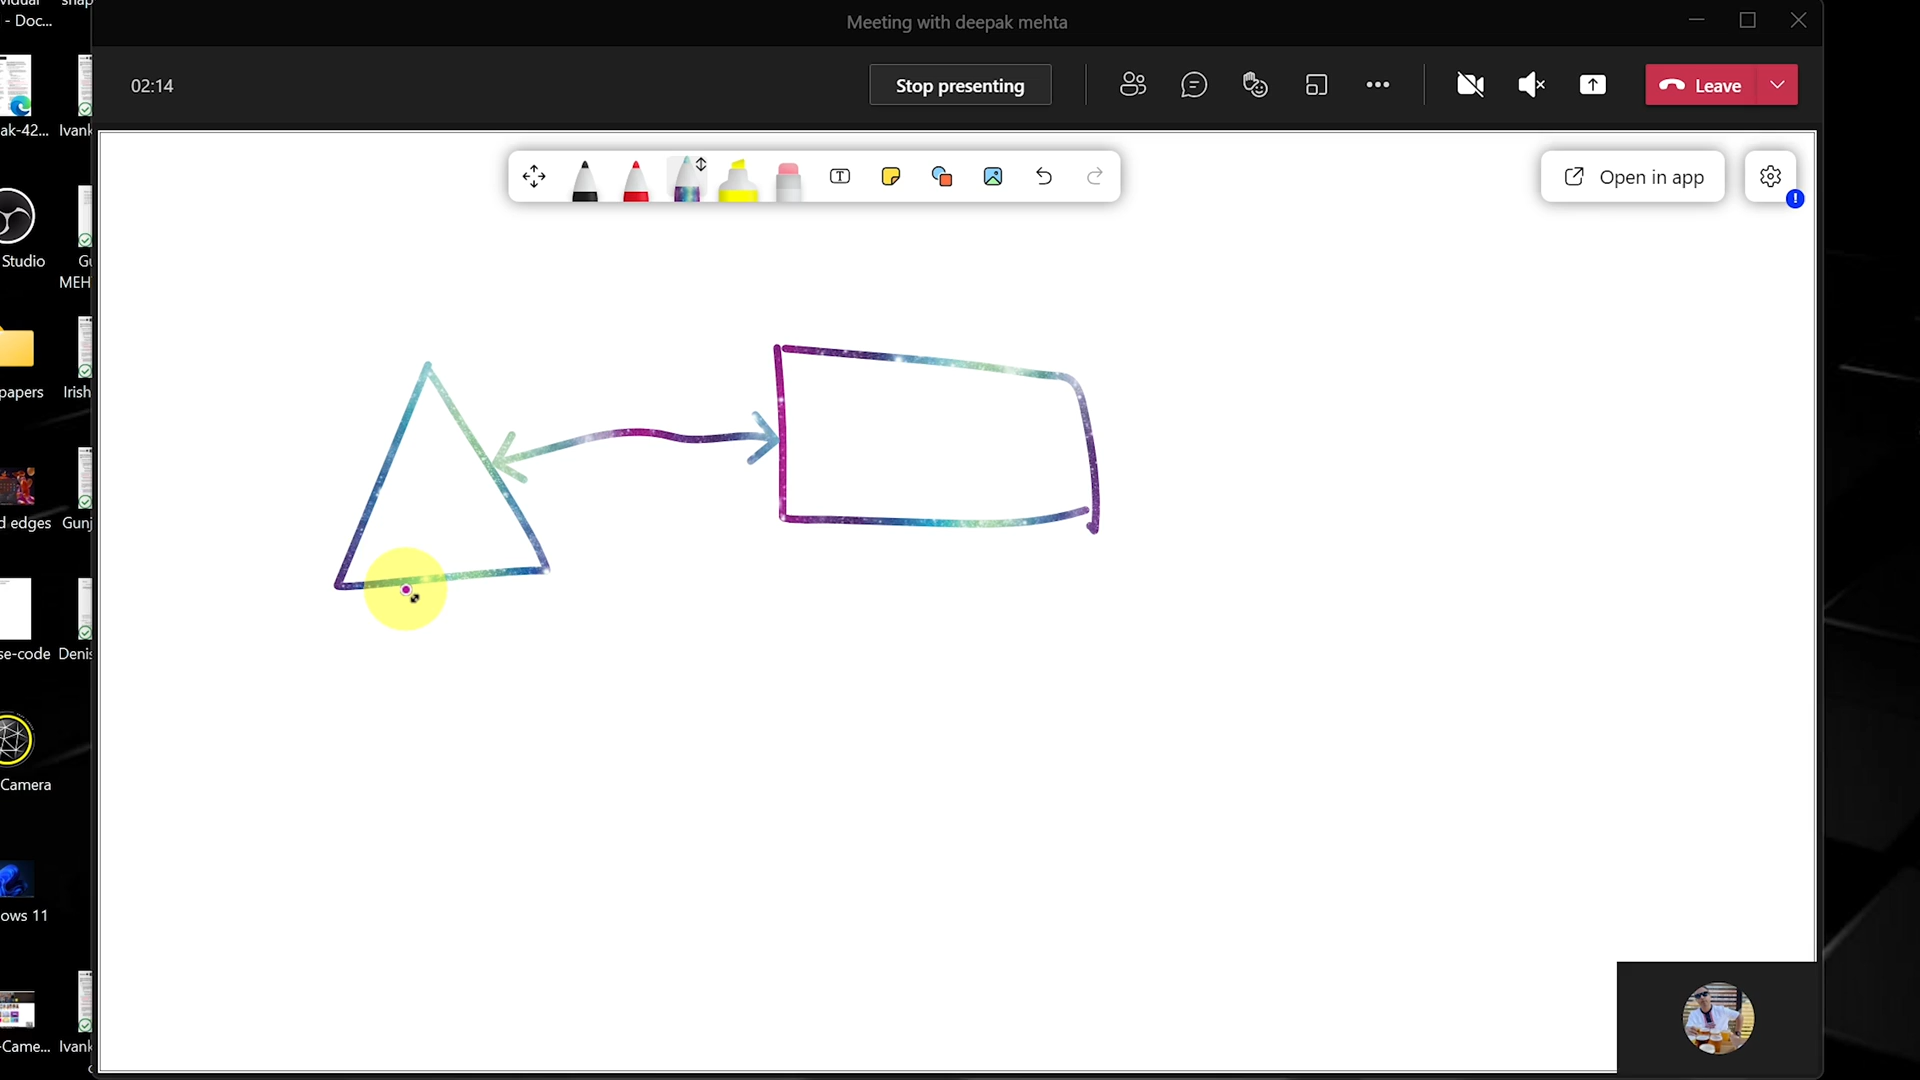 - Doc...
Meeting with deepak mehta
02:14
Stop presenting
Leave
Open in app
ak-42...
Ivank
Studio
Gu
MEH
papers
Irish
d edges
Gunj
se-code
Denis
Camera
ows 11
-Came...
Ivank